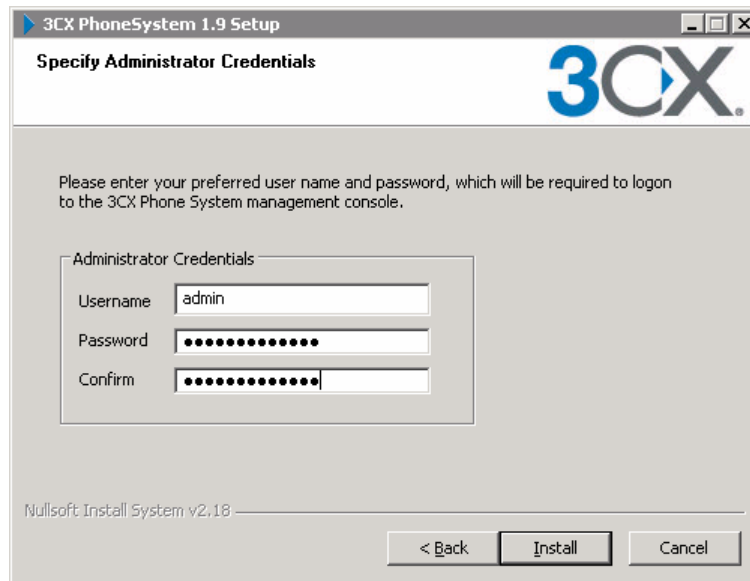 3CX PhoneSystem 1.9 Setup
Specify Administrator Credentials
3CX
Please enter your preferred user name and password, which will be required to logon
to the 3CX Phone System management console.
Administrator Credentials
Username admin
Password ●●●●●●●●●●●●●
Confirm ●●●●●●●●●●●●●
Nullsoft Install System v2.18
< Back Install Cancel